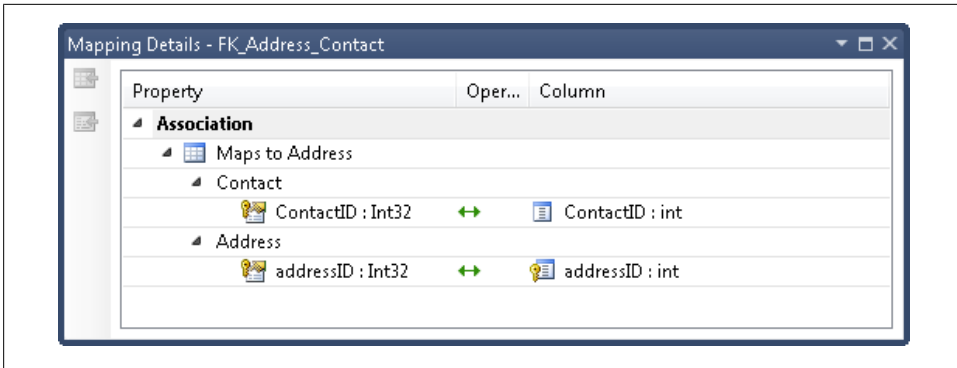 Mapping Details - FK_Address_Contact
Property Oper... Column
Association
Maps to Address
Contact
ContactID : Int32 ContactID : int
Address
addressID : Int32 addressID : int